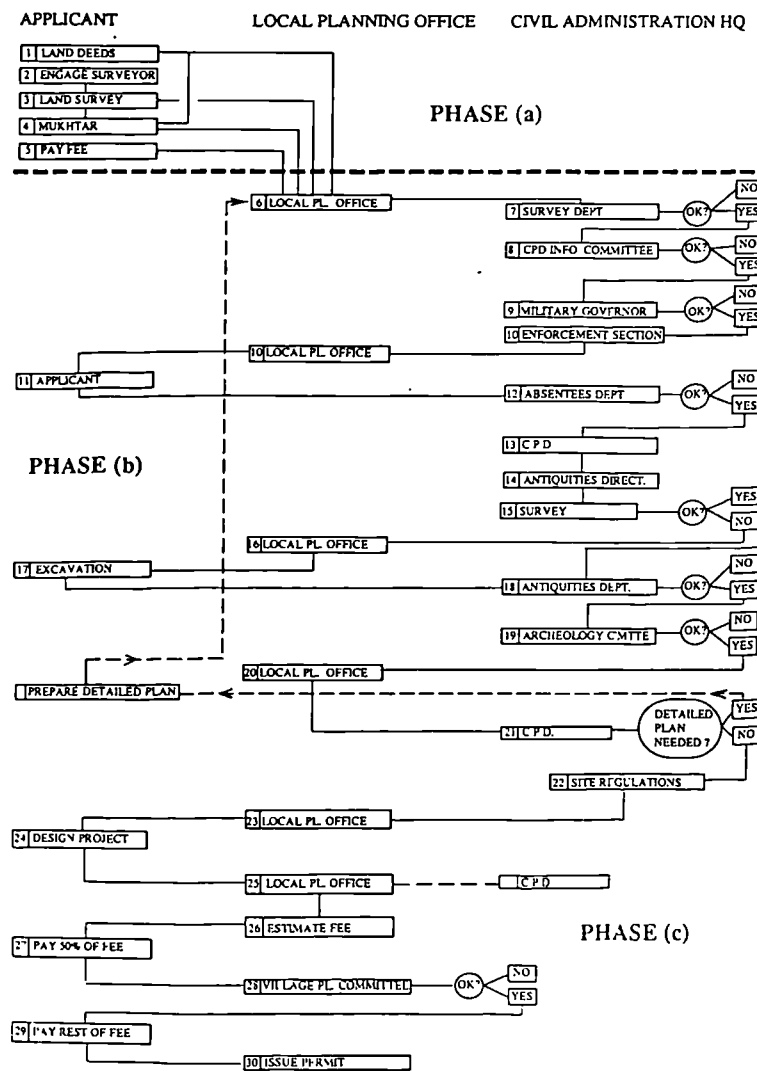 APPLICANT LOCAL PLANNING OFFICE CIVIL ADMINISTRATION HQ
1 LAND DEEDS
2 ENGAGE SURVEYOR
3 LAND SURVEY
4 MUKHTAR
5 PAY FEE
PHASE (a)
6 LOCAL PL. OFFICE
NO
7 SURVEY DEPT OK? YES
NO
8 CPD INFO COMMITTEE OK?
YES
NO
9 MILITARY GOVERNOR OK?
YES
10 ENFORCEMENT SECTION
10 LOCAL PL. OFFICE
11 APPLICANT
NO
12 ABSENTEES DEPT OK?
YES
13 C P D
PHASE (b)
14 ANTIQUITIES DIRECT.
YES
15 SURVEY OK?
NO
16 LOCAL PL. OFFICE
17 EXCAVATION
NO
18 ANTIQUITIES DEPT. OK?
YES
NO
19 ARCHEOLOGY C'MTTE OK?
YES
20 LOCAL PL. OFFICE
PREPARE DETAILED PLAN
YES
21 C P D. DETAILED PLAN NEEDED ?
NO
22 SITE REGULATIONS
23 LOCAL PL. OFFICE
24 DESIGN PROJECT
25 LOCAL PL. OFFICE C P D
26 ESTIMATE FEE
PHASE (c)
27 PAY 50% OF FEE
NO
28 VILLAGE PL. COMMITTEE OK?
YES
29 PAY REST OF FEE
30 ISSUE PERMIT